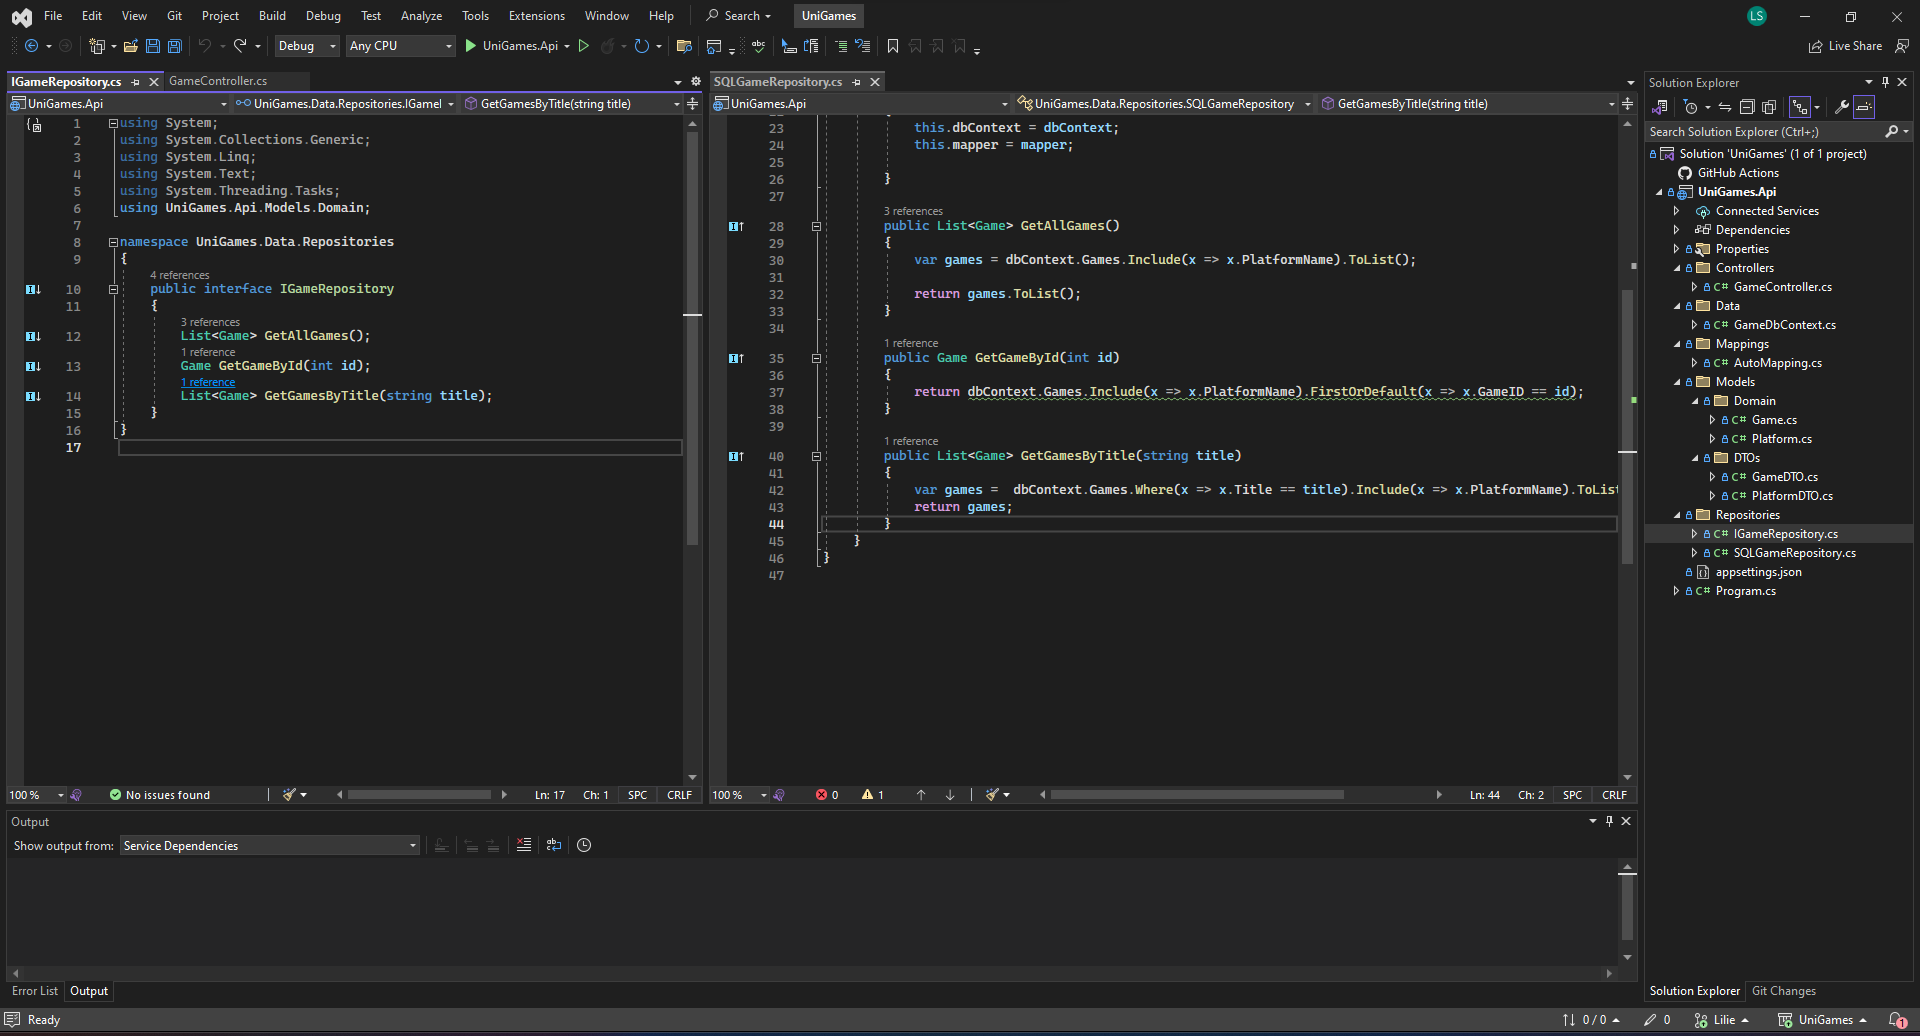 File Edit View Git Project Build Debug Test Analyze Tools Extensions Window Help Search UniGames LS
Debug Any CPU UniGames.Api Live Share
IGameRepository.cs GameController.cs
UniGames.Api UniGames.Data.Repositories.IGameI GetGamesByTitle(string title)
1 using System;
2 using System.Collections.Generic;
3 using System.Linq;
4 using System.Text;
5 using System.Threading.Tasks;
6 using UniGames.Api.Models.Domain;
7
8 namespace UniGames.Data.Repositories
9 {
4 references
10 public interface IGameRepository
11 {
3 references
12 List<Game> GetAllGames();
1 reference
13 Game GetGameById(int id);
1 reference
14 List<Game> GetGamesByTitle(string title);
15 }
16 }
17
100 % No issues found Ln: 17 Ch: 1 SPC CRLF
SQLGameRepository.cs
UniGames.Api UniGames.Data.Repositories.SQLGameRepository GetGamesByTitle(string title)
23 this.dbContext = dbContext;
24 this.mapper = mapper;
25
26 }
27
3 references
28 public List<Game> GetAllGames()
29 {
30 var games = dbContext.Games.Include(x => x.PlatformName).ToList();
31
32 return games.ToList();
33 }
34
1 reference
35 public Game GetGameById(int id)
36 {
37 return dbContext.Games.Include(x => x.PlatformName).FirstOrDefault(x => x.GameID == id);
38 }
39
1 reference
40 public List<Game> GetGamesByTitle(string title)
41 {
42 var games =  dbContext.Games.Where(x => x.Title == title).Include(x => x.PlatformName).ToList
43 return games;
44 }
45 }
46 }
47
100 % 0 1 Ln: 44 Ch: 2 SPC CRLF
Solution Explorer
Search Solution Explorer (Ctrl+;)
Solution 'UniGames' (1 of 1 project)
GitHub Actions
UniGames.Api
Connected Services
Dependencies
Properties
Controllers
C# GameController.cs
Data
C# GameDbContext.cs
Mappings
C# AutoMapping.cs
Models
Domain
C# Game.cs
C# Platform.cs
DTOs
C# GameDTO.cs
C# PlatformDTO.cs
Repositories
C# IGameRepository.cs
C# SQLGameRepository.cs
appsettings.json
C# Program.cs
Solution Explorer Git Changes
Output
Show output from: Service Dependencies
Error List Output
Ready 0 / 0 0 Lilie UniGames 1